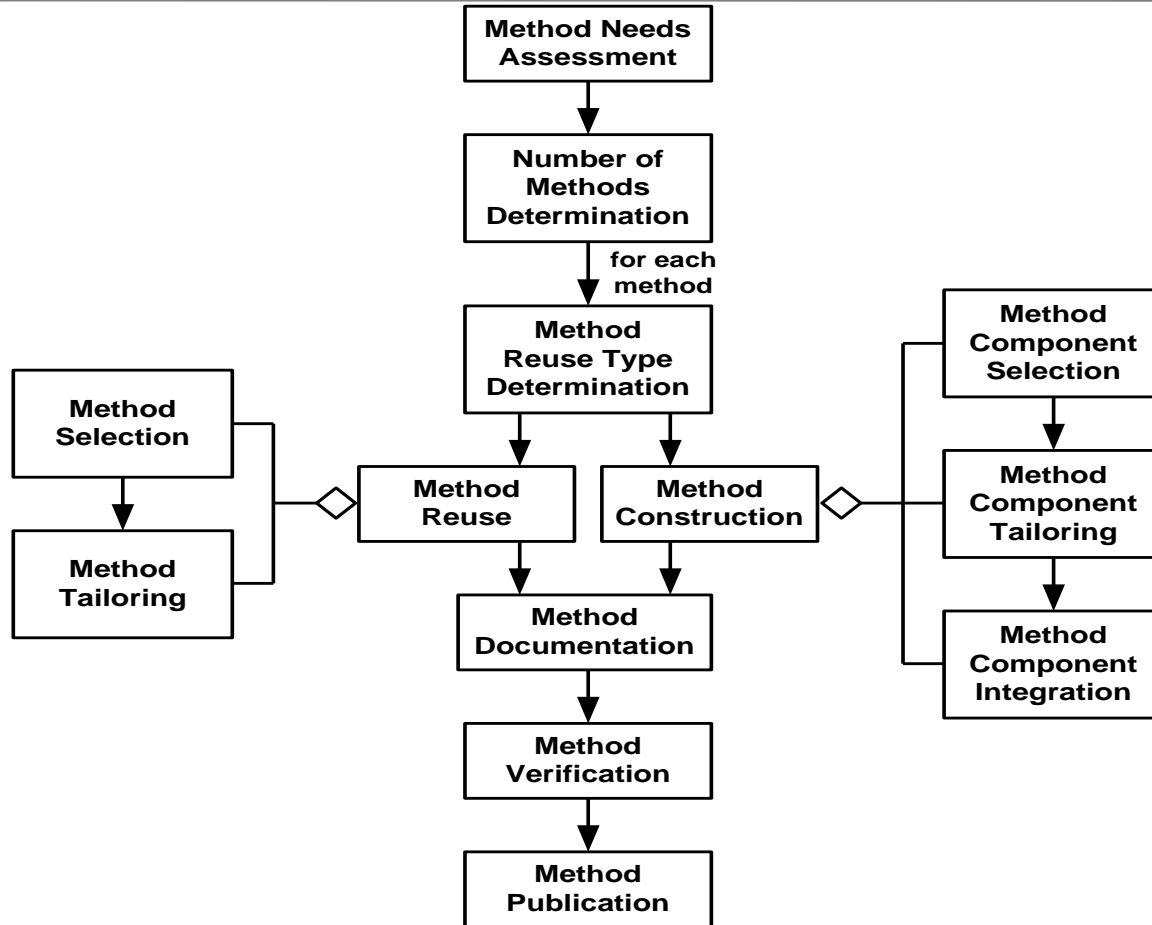 Method Needs
Assessment
Number of
Methods
Determination
for each
method
Method
Reuse Type
Determination
Method
Selection
Method
Tailoring
Method
Reuse
Method
Construction
Method
Component
Selection
Method
Component
Tailoring
Method
Component
Integration
Method
Documentation
Method
Verification
Method
Publication